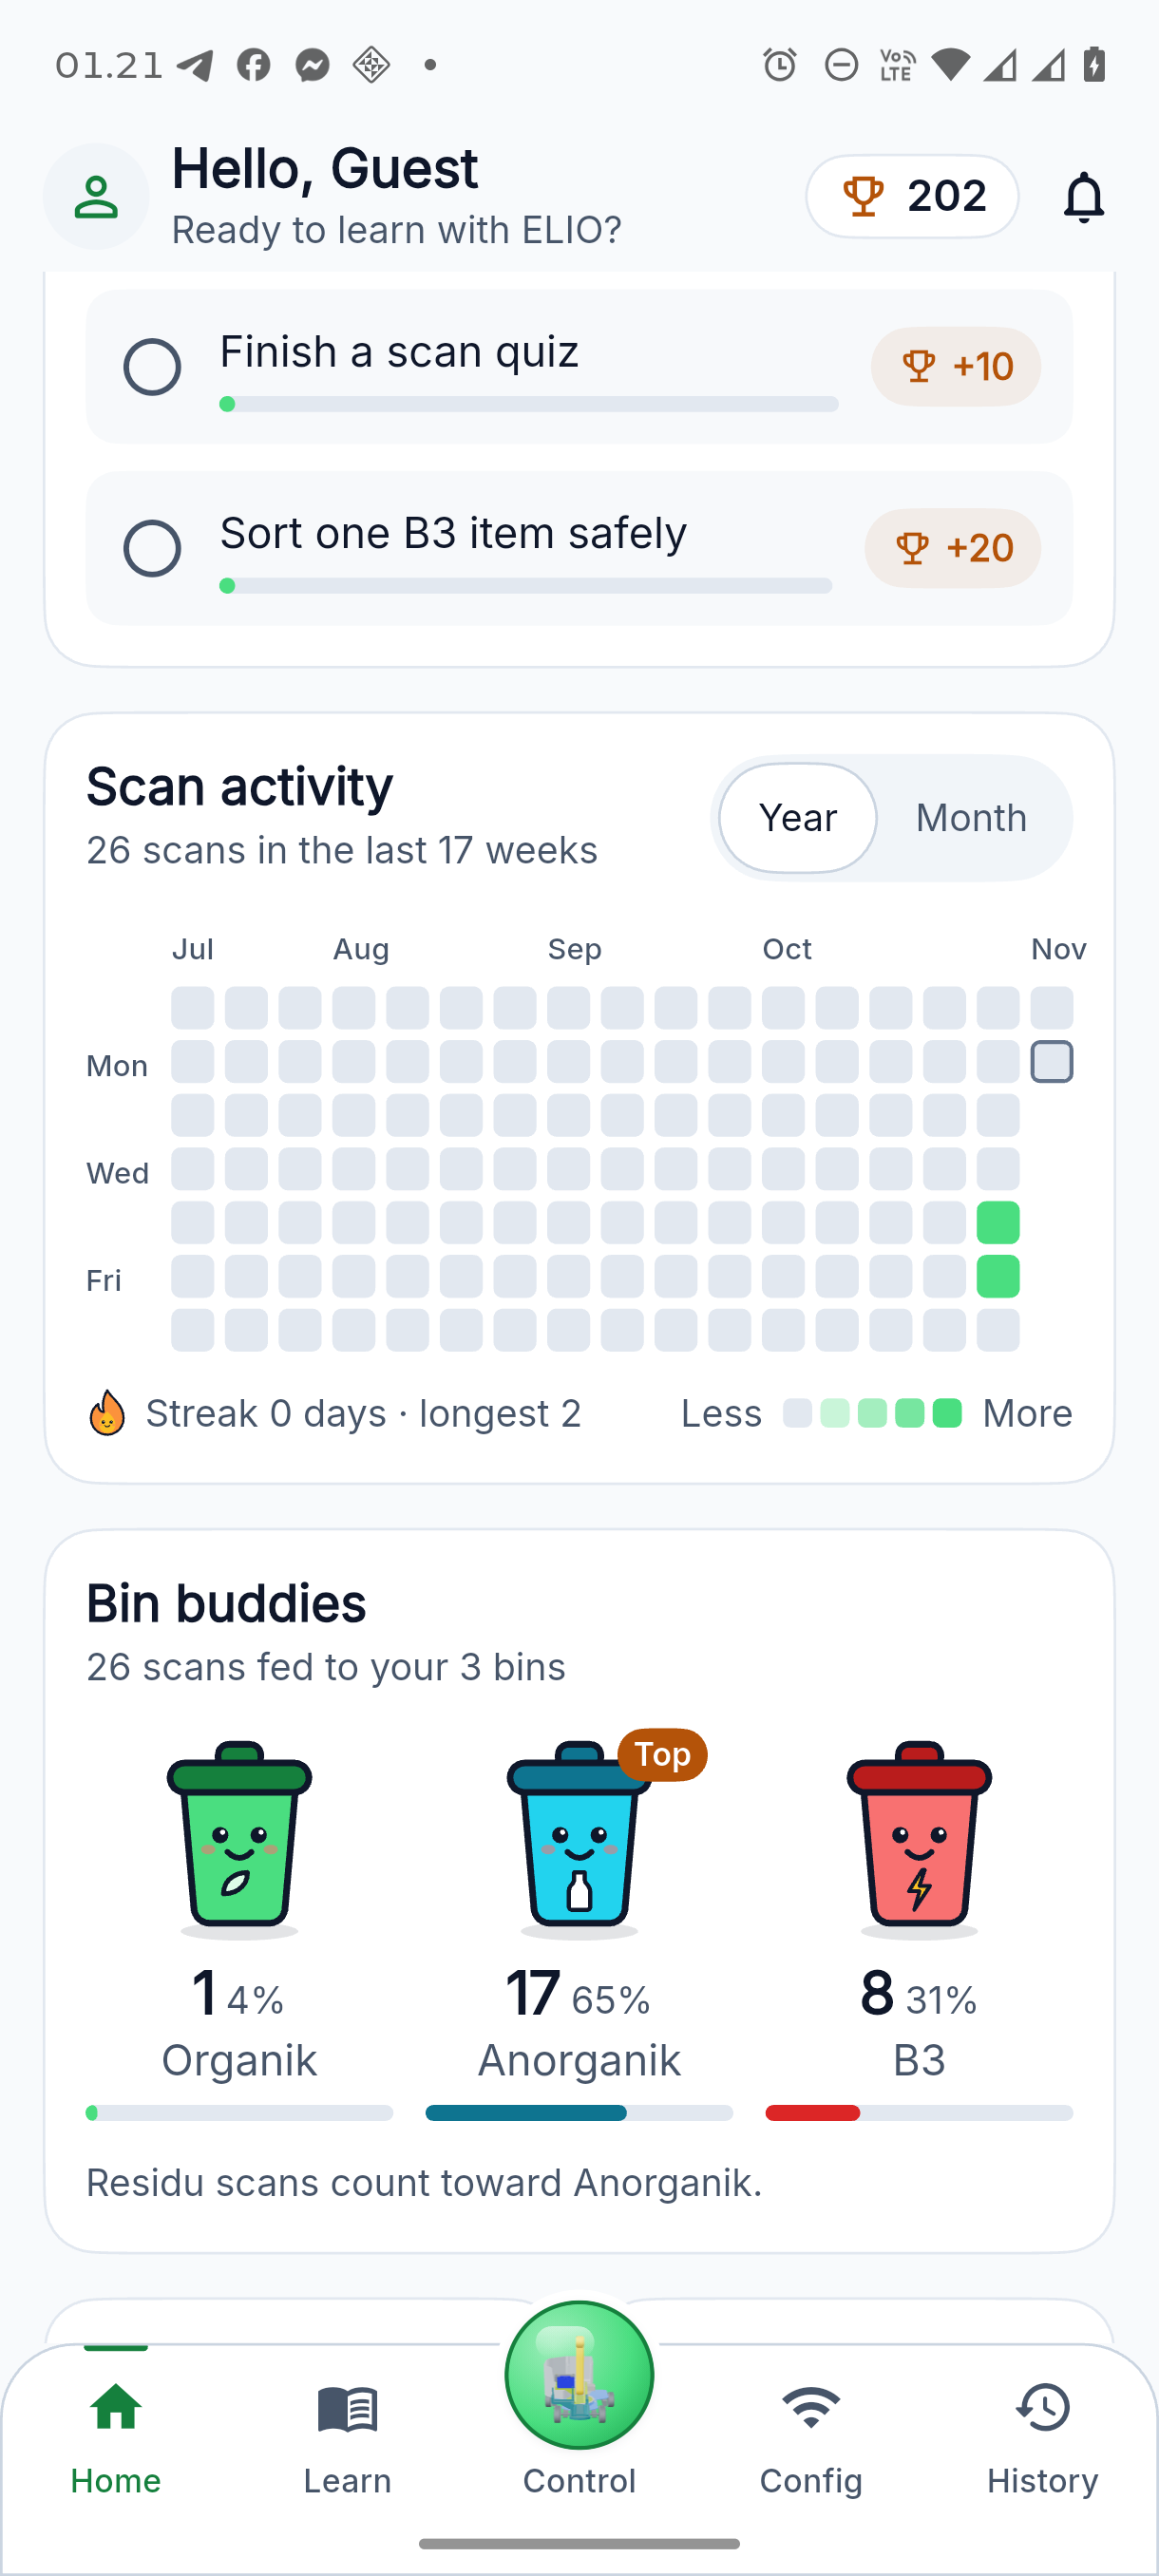 01.21
VoLTE
Hello, Guest
Ready to learn with ELIO?
202
Finish a scan quiz
+10
Sort one B3 item safely
+20
Scan activity
26 scans in the last 17 weeks
Year Month
Jul Aug Sep Oct Nov
Mon
Wed
Fri
Streak 0 days · longest 2
Less More
Bin buddies
26 scans fed to your 3 bins
Top
1 4% 17 65% 8 31%
Organik Anorganik B3
Residu scans count toward Anorganik.
Home Learn Control Config History